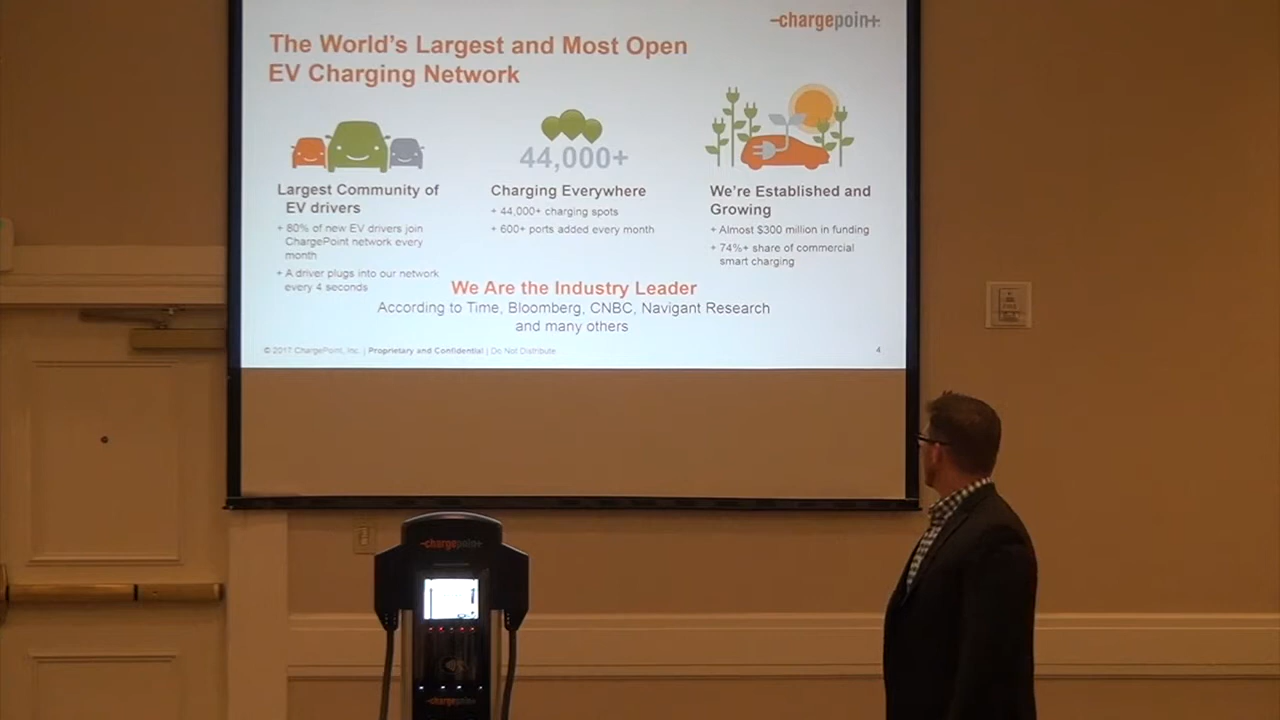 -chargepoin+
The World's Largest and Most Open
EV Charging Network
44,000+
Largest Community of
EV drivers
+ 80% of new EV drivers join
ChargePoint network every
month
+ A driver plugs into our network
every 4 seconds
Charging Everywhere
+ 44,000+ charging spots
+ 600+ ports added every month
We're Established and
Growing
+ Almost $300 million in funding
+ 74%+ share of commercial
smart charging
We Are the Industry Leader
According to Time, Bloomberg, CNBC, Navigant Research
and many others
© 2017 ChargePoint, Inc. | Proprietary and Confidential | Do Not Distribute
4
-chargepoin+
-chargepoin+